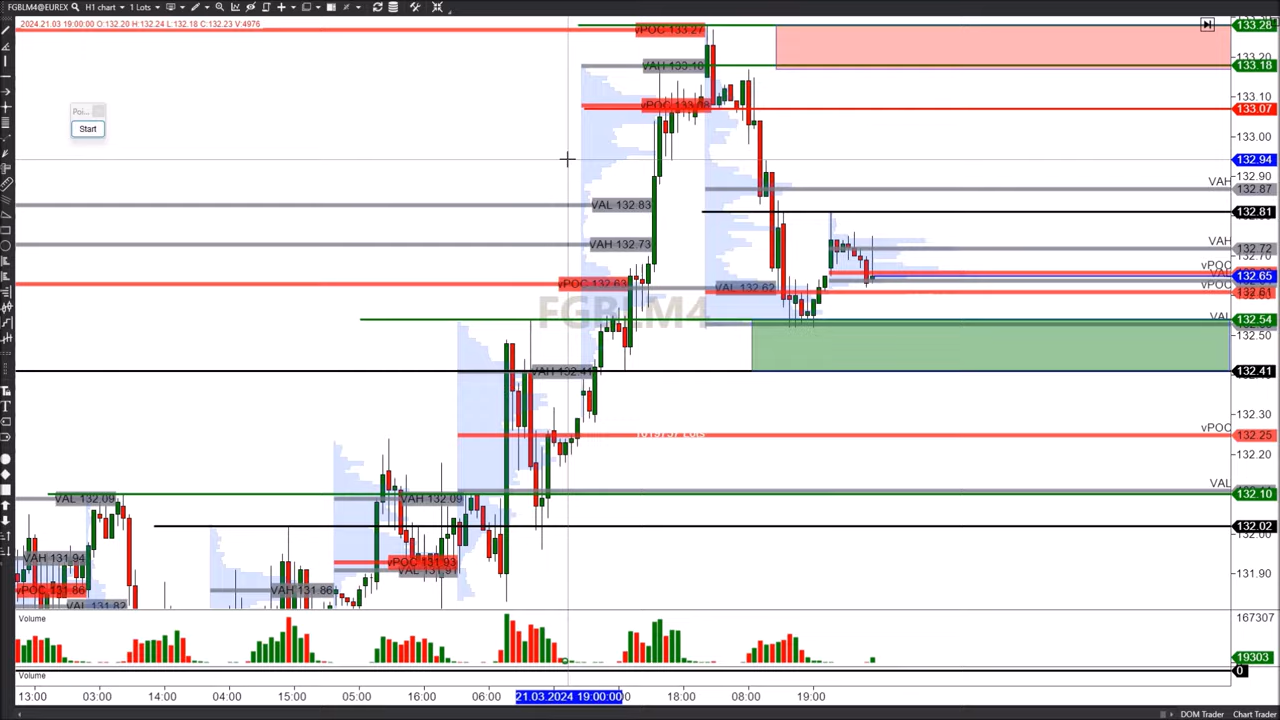 FGBLM4@EUREX H1 chart 1 Lots
2024.21.03 19:00:00 O:132.20 H:132.24 L:132.18 C:132.23 V:4976
133.28
vPOC 133.27
133.20
VAH 133.18
133.18
Poi...
Start
133.10
133.07
133.00
132.94
132.90
VAH
132.87
VAL 132.83
132.81
VAH 132.73
VAH
132.72
132.70
vPOC
132.65
vPOC 132.63
VAL 132.62
vPOC
132.61
FGBLM4
VAL
132.54
132.50
VAH 132.41
132.41
132.30
vPOC
132.25
132.20
VAL
VAL 132.09
VAH 132.09
132.10
132.02
132.00
VAH 131.94
vPOC 131.93
VAL 131.91
131.90
vPOC 131.86
VAH 131.86
VAL 131.82
Volume
167307
19303
Volume
0
13:00 03:00 14:00 04:00 15:00 05:00 16:00 06:00 21.03.2024 19:00:00 18:00 08:00 19:00
DOM Trader Chart Trader